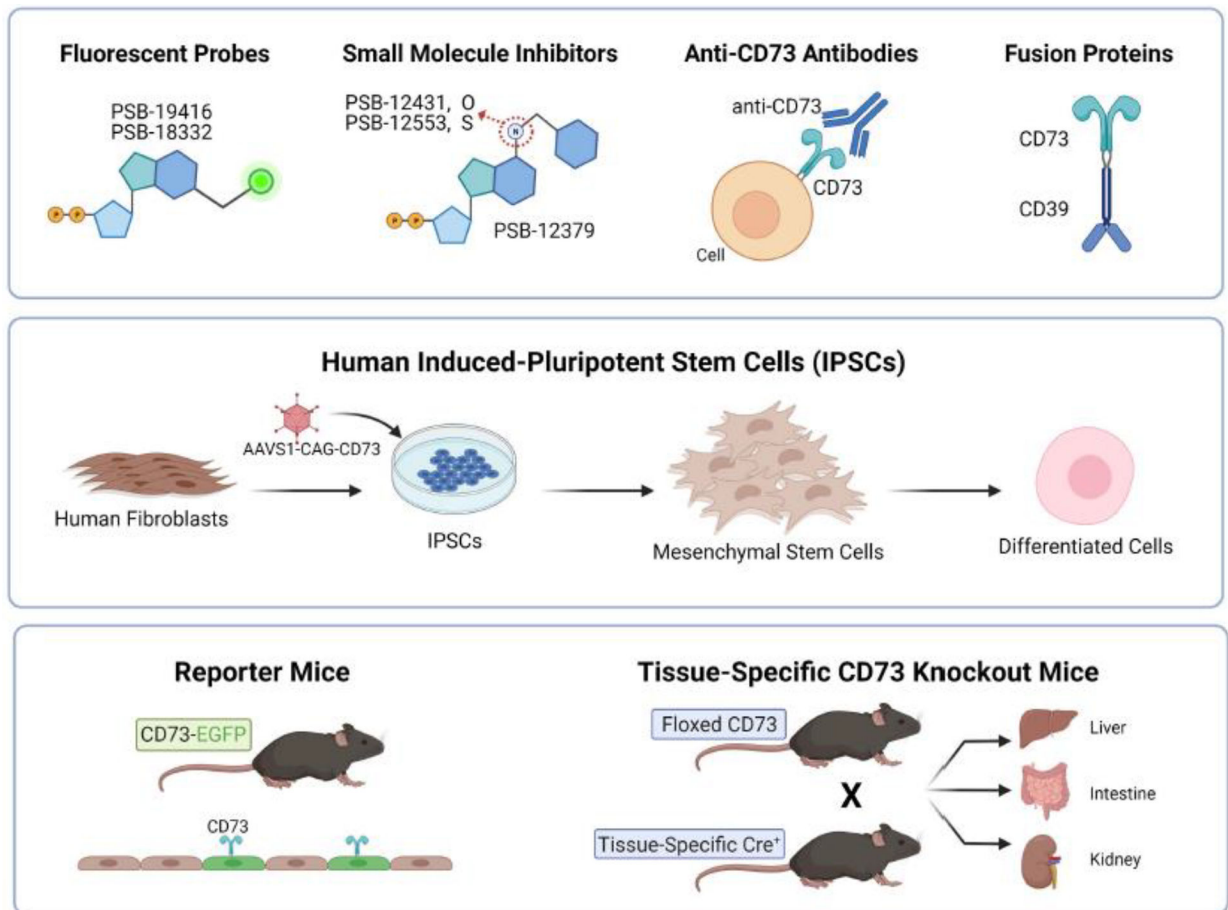 Fluorescent Probes
PSB-19416
PSB-18332
P P
Small Molecule Inhibitors
PSB-12431, O
PSB-12553, S
N
P P
PSB-12379
Anti-CD73 Antibodies
anti-CD73
CD73
Cell
Fusion Proteins
CD73
CD39
Human Induced-Pluripotent Stem Cells (IPSCs)
AAVS1-CAG-CD73
Human Fibroblasts
IPSCs
Mesenchymal Stem Cells
Differentiated Cells
Reporter Mice
CD73-EGFP
CD73
Tissue-Specific CD73 Knockout Mice
Floxed CD73
X
Tissue-Specific Cre⁺
Liver
Intestine
Kidney